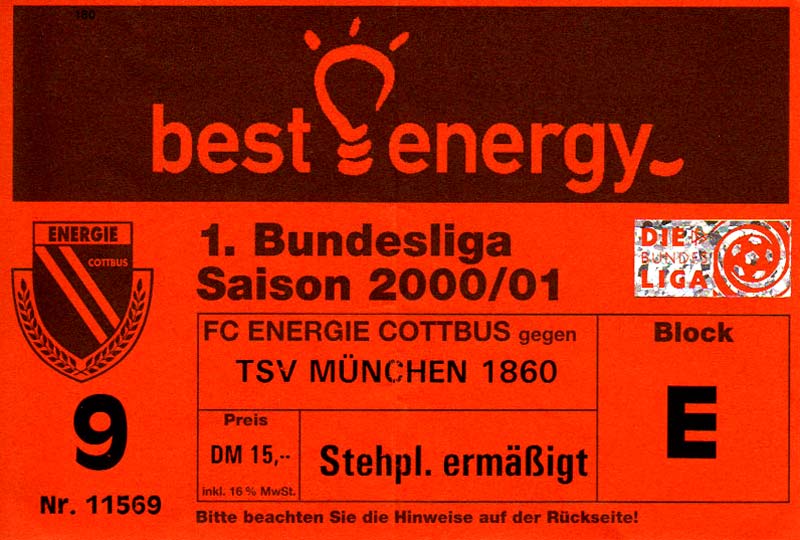 180
best energy
ENERGIE
COTTBUS
1. Bundesliga
Saison 2000/01
DIE
BUNDES
LIGA
FC ENERGIE COTTBUS gegen
TSV MÜNCHEN 1860
Block
E
9
Nr. 11569
Preis
DM 15,--
inkl. 16 % MwSt.
Stehpl. ermäßigt
Bitte beachten Sie die Hinweise auf der Rückseite!